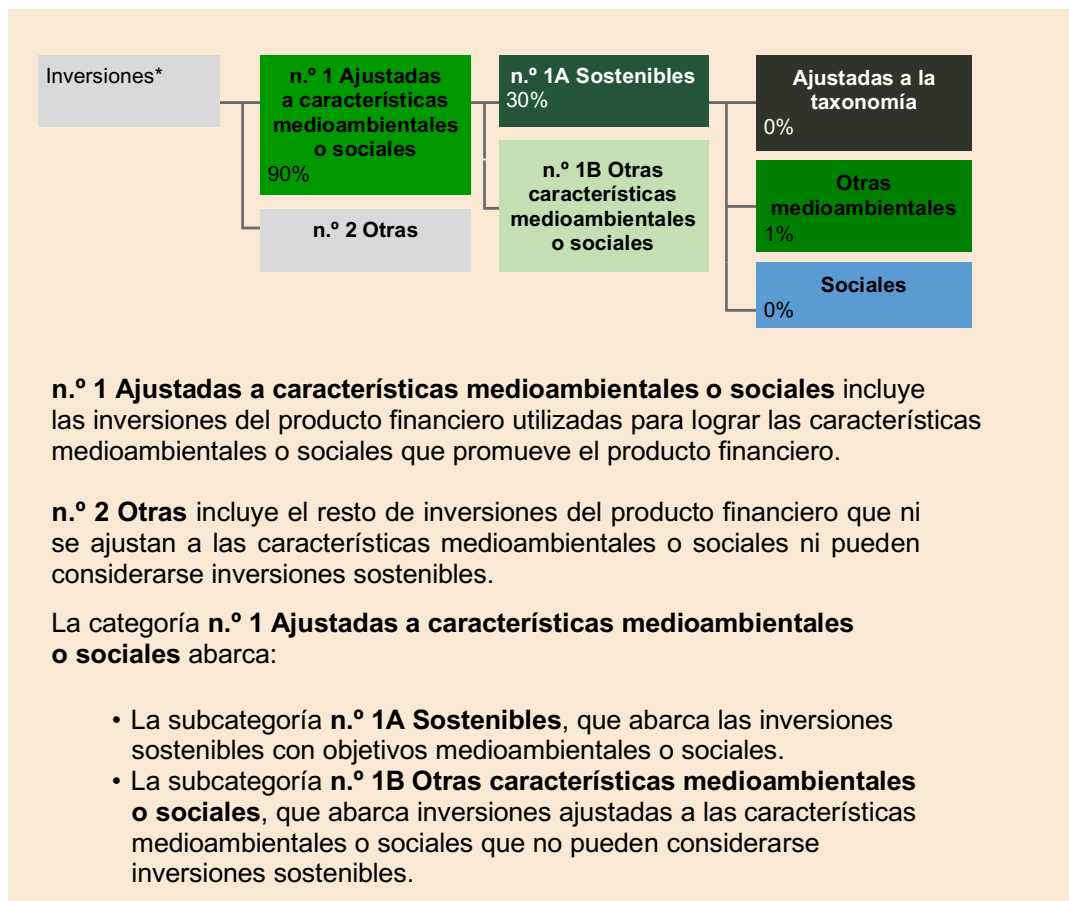 Inversiones*
n.º 1 Ajustadas
a características
medioambientales
o sociales
90%
n.º 2 Otras
n.º 1A Sostenibles
30%
n.º 1B Otras
características
medioambientales
o sociales
Ajustadas a la
taxonomía
0%
Otras
medioambientales
1%
Sociales
0%
n.º 1 Ajustadas a características medioambientales o sociales incluye
las inversiones del producto financiero utilizadas para lograr las características
medioambientales o sociales que promueve el producto financiero.
n.º 2 Otras incluye el resto de inversiones del producto financiero que ni
se ajustan a las características medioambientales o sociales ni pueden
considerarse inversiones sostenibles.
La categoría n.º 1 Ajustadas a características medioambientales
o sociales abarca:
• La subcategoría n.º 1A Sostenibles, que abarca las inversiones
sostenibles con objetivos medioambientales o sociales.
• La subcategoría n.º 1B Otras características medioambientales
o sociales, que abarca inversiones ajustadas a las características
medioambientales o sociales que no pueden considerarse
inversiones sostenibles.